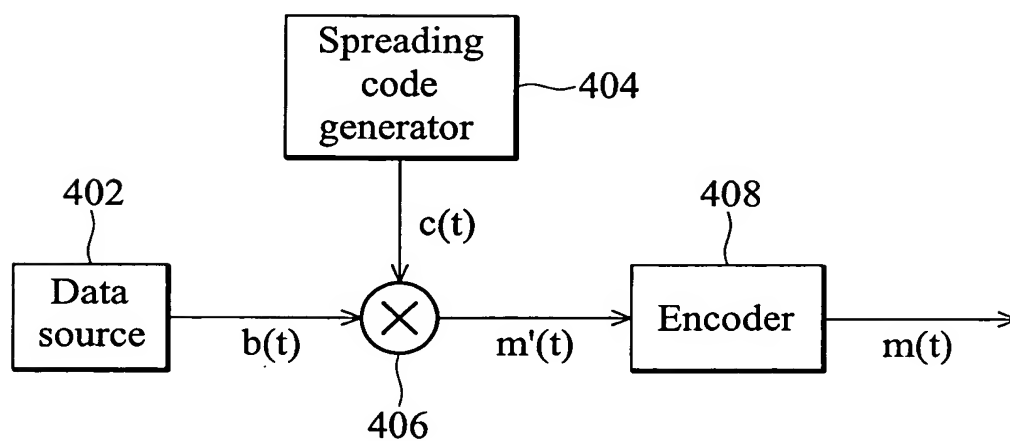 Spreading
code
generator
404
402
c(t)
408
Data
source
b(t)
m'(t)
Encoder
m(t)
406